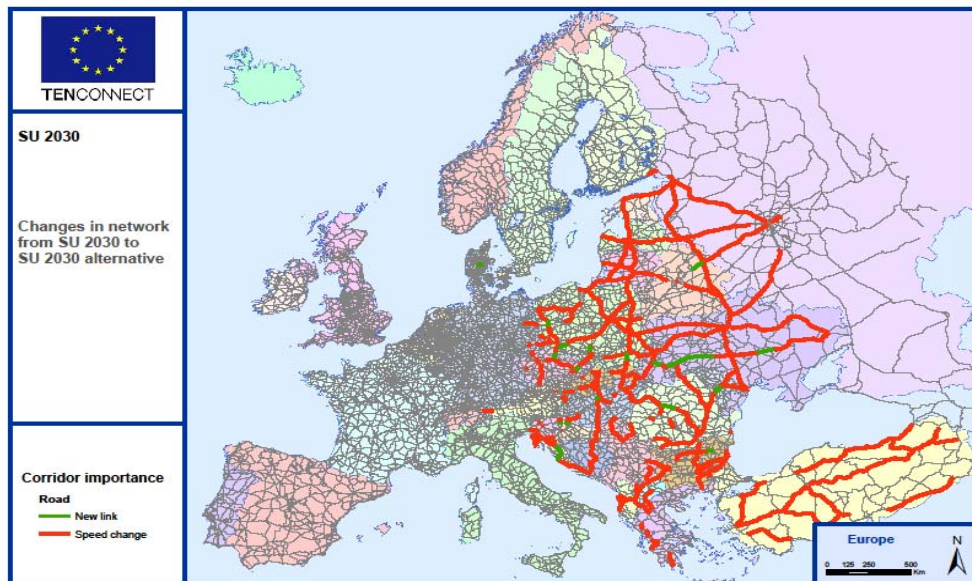 TENCONNECT
SU 2030
Changes in network
from SU 2030 to
SU 2030 alternative
Corridor importance
Road
New link
Speed change
Europe
N
0 125 250 500
Km